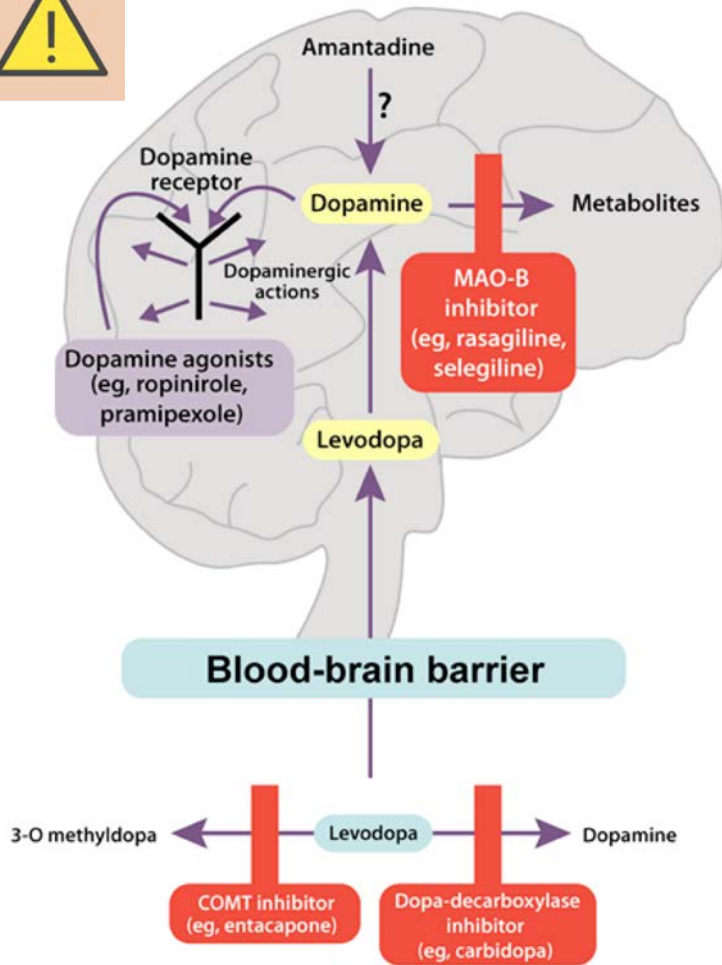 !
Amantadine
?
Dopamine
receptor
Dopamine
Metabolites
Dopaminergic
actions
MAO-B
inhibitor
(eg, rasagiline,
selegiline)
Dopamine agonists
(eg, ropinirole,
pramipexole)
Levodopa
Blood-brain barrier
3-O methyldopa
Levodopa
Dopamine
COMT inhibitor
(eg, entacapone)
Dopa-decarboxylase
inhibitor
(eg, carbidopa)